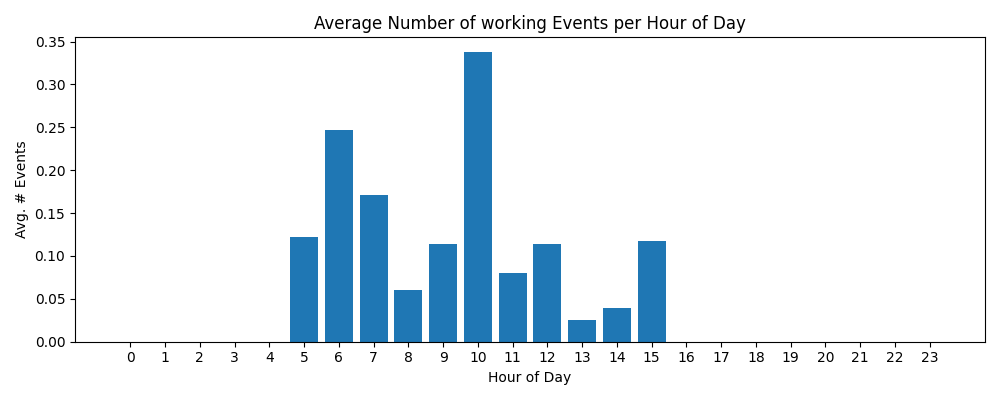 Average Number of working Events per Hour of Day
0.35
0.30
0.25
0.20
0.15
0.10
0.05
0.00
Avg. # Events
0 1 2 3 4 5 6 7 8 9 10 11 12 13 14 15 16 17 18 19 20 21 22 23
Hour of Day